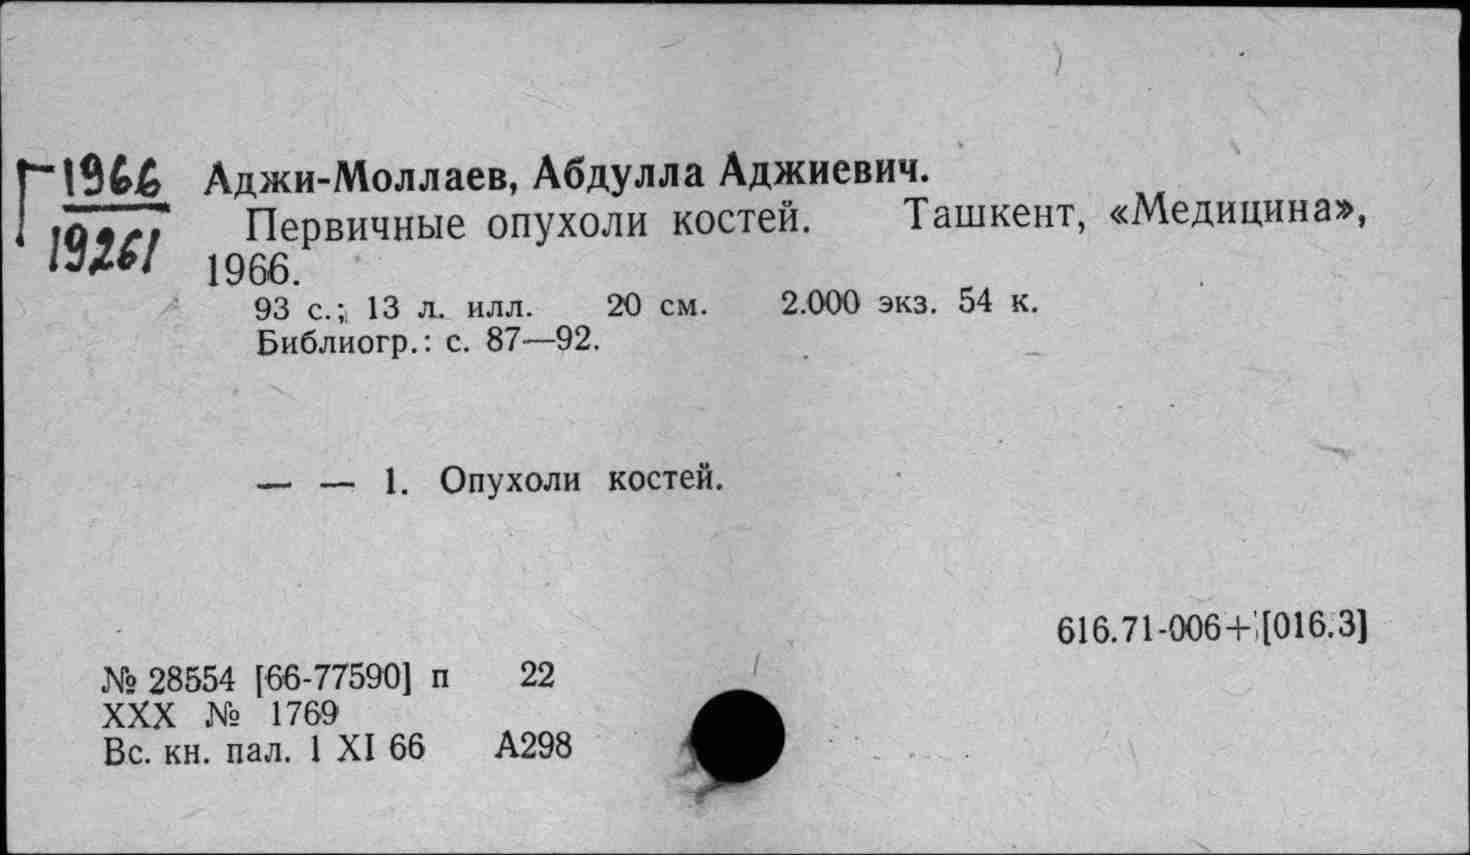 Г 1966
19261
Аджи-Моллаев, Абдулла Аджиевич.
Первичные опухоли костей. Ташкент, «Медицина»,
1966.
93 с.; 13 л. илл. 20 см. 2.000 экз. 54 к.
Библиогр.: с. 87—92.
— — 1. Опухоли костей.
616.71-006+[016.3]
№ 28554 [66-77590] п 22
XXX № 1769
Вс. кн. пал. 1 XI 66 А298